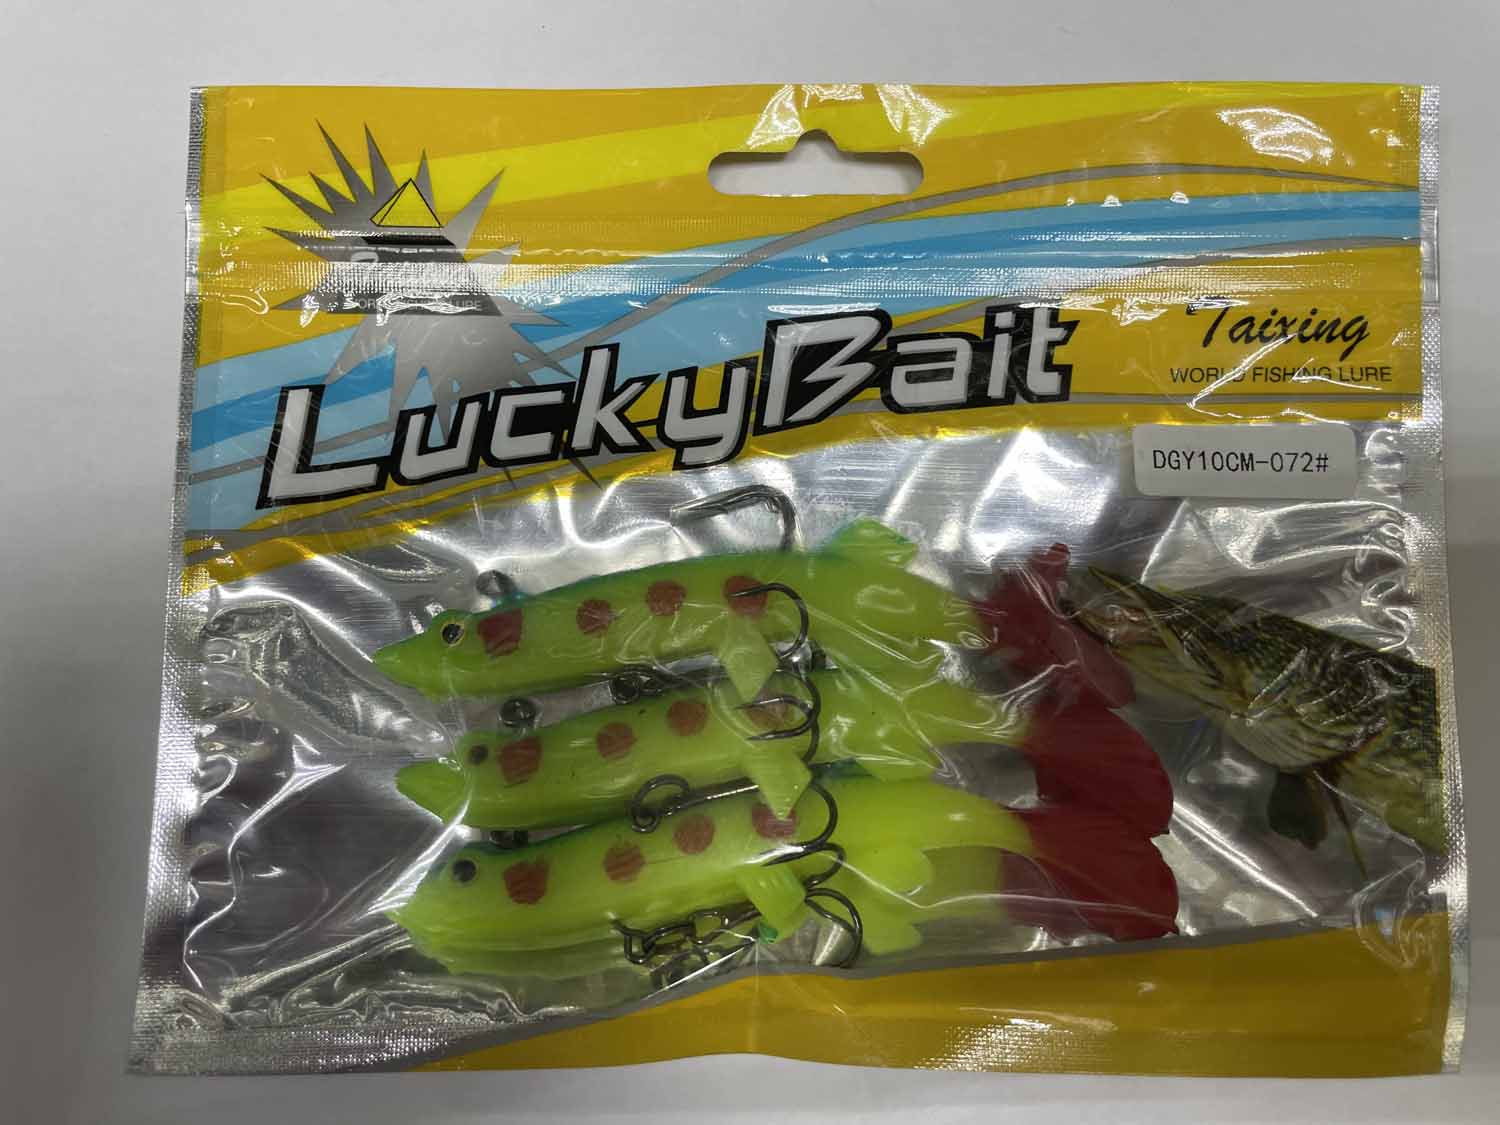 LuckyBait
Taixing
WORLD FISHING LURE
DGY10CM-072#